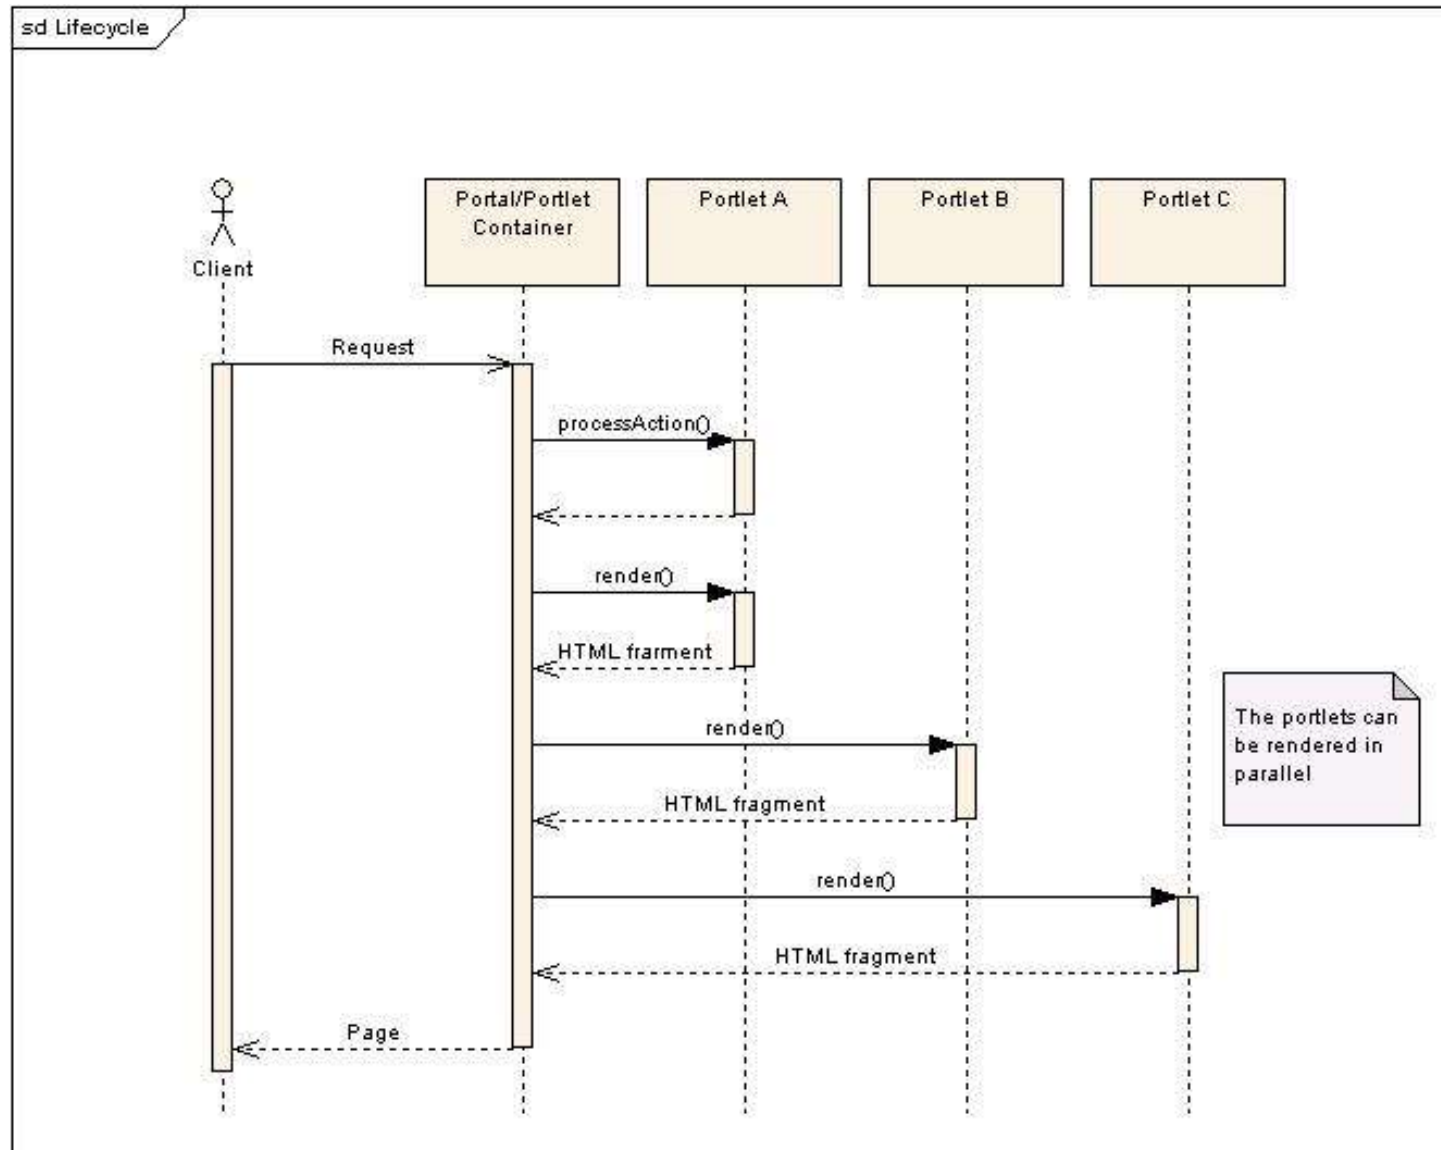 sd Lifecycle
Client
Portal/Portlet
Container
Portlet A
Portlet B
Portlet C
Request
processAction()
render()
HTML frarment
render()
HTML fragment
The portlets can
be rendered in
parallel
render()
HTML fragment
Page